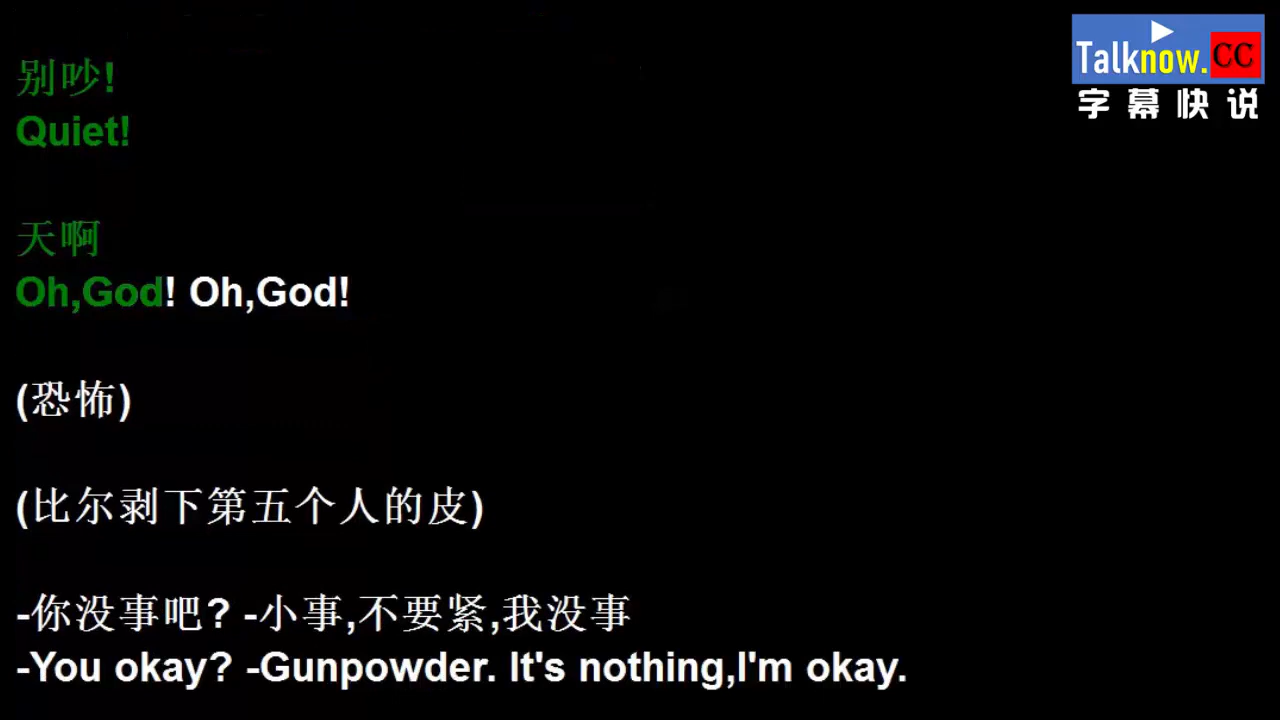 Talknow.CC
字幕快说
别吵!
Quiet!
天啊
Oh,God! Oh,God!
(恐怖)
(比尔剥下第五个人的皮)
-你没事吧? -小事,不要紧,我没事
-You okay? -Gunpowder. It's nothing,I'm okay.